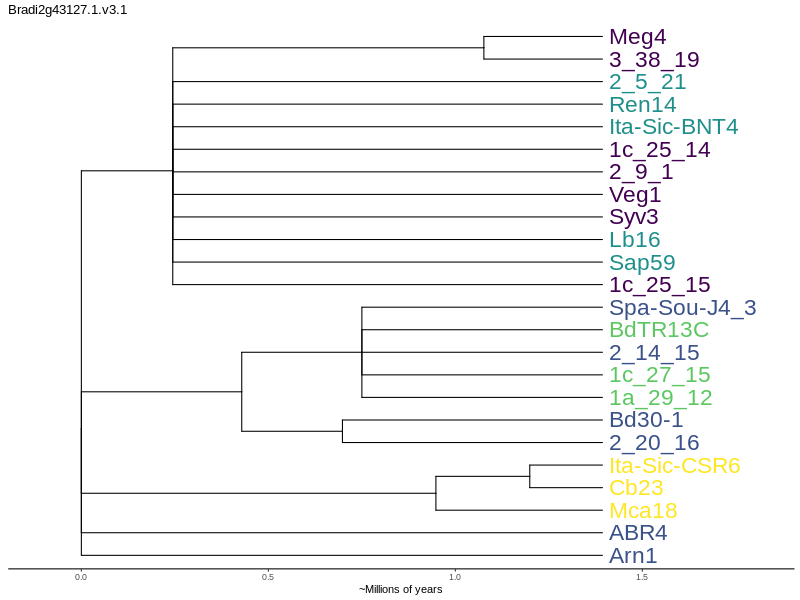 Bradi2g43127.1.v3.1
Meg4
3_38_19
2_5_21
Ren14
Ita-Sic-BNT4
1c_25_14
2_9_1
Veg1
Syv3
Lb16
Sap59
1c_25_15
Spa-Sou-J4_3
BdTR13C
2_14_15
1c_27_15
1a_29_12
Bd30-1
2_20_16
Ita-Sic-CSR6
Cb23
Mca18
ABR4
Arn1
0.0 0.5 1.0 1.5
~Millions of years